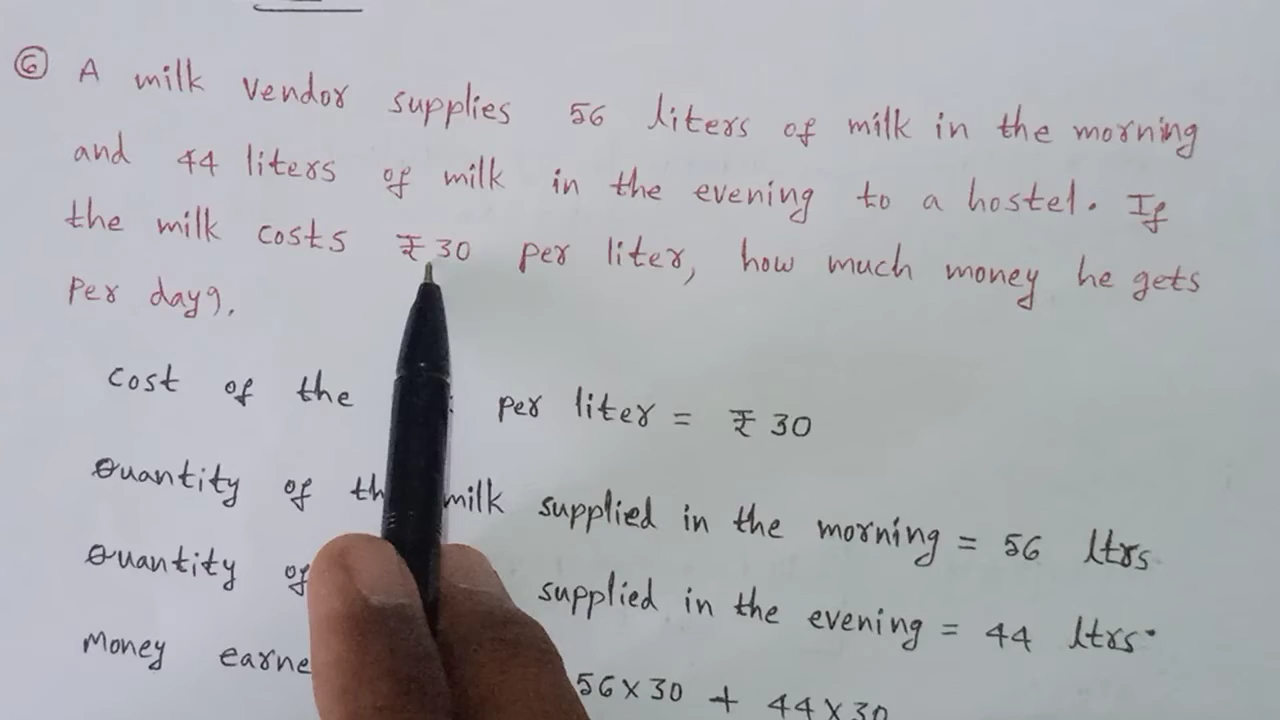 6 A milk vendor supplies 56 liters of milk in the morning
and 44 liters of milk in the evening to a hostel. If
the milk costs ₹30 per liter, how much money he gets
per day?.
cost of the per liter = ₹ 30
Quantity of th milk supplied in the morning = 56 ltrs
Quantity of supplied in the evening = 44 ltrs.
Money earne 56 x 30 + 44 x 30